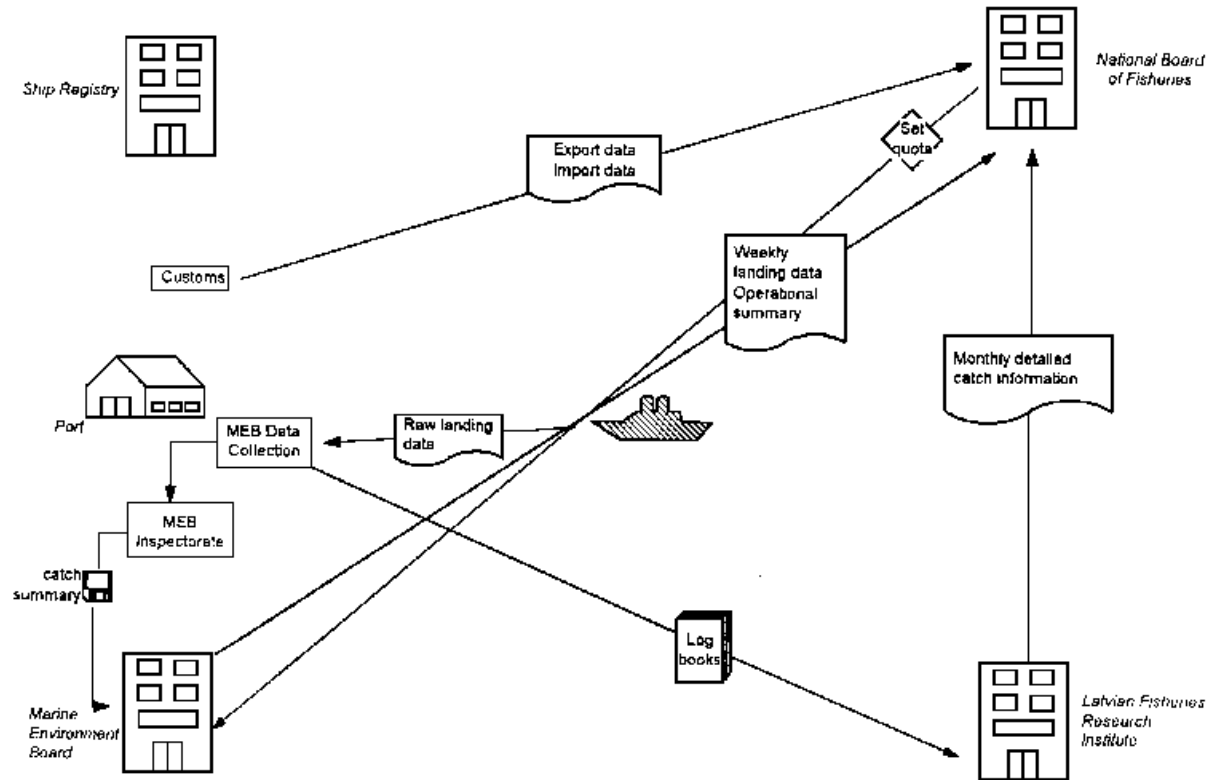 Ship Registry
National Board
of Fishuries
Set
quota
Export data
Import data
Weekly
landing data
Operational
summary
Customs
Monthly detailed
catch information
Port
MEB Data
Collection
Raw landing
data
MEB
Inspectorate
catch
summary
Log
books
Marine
Environment
Board
Latvian Fisheries
Research
Institute